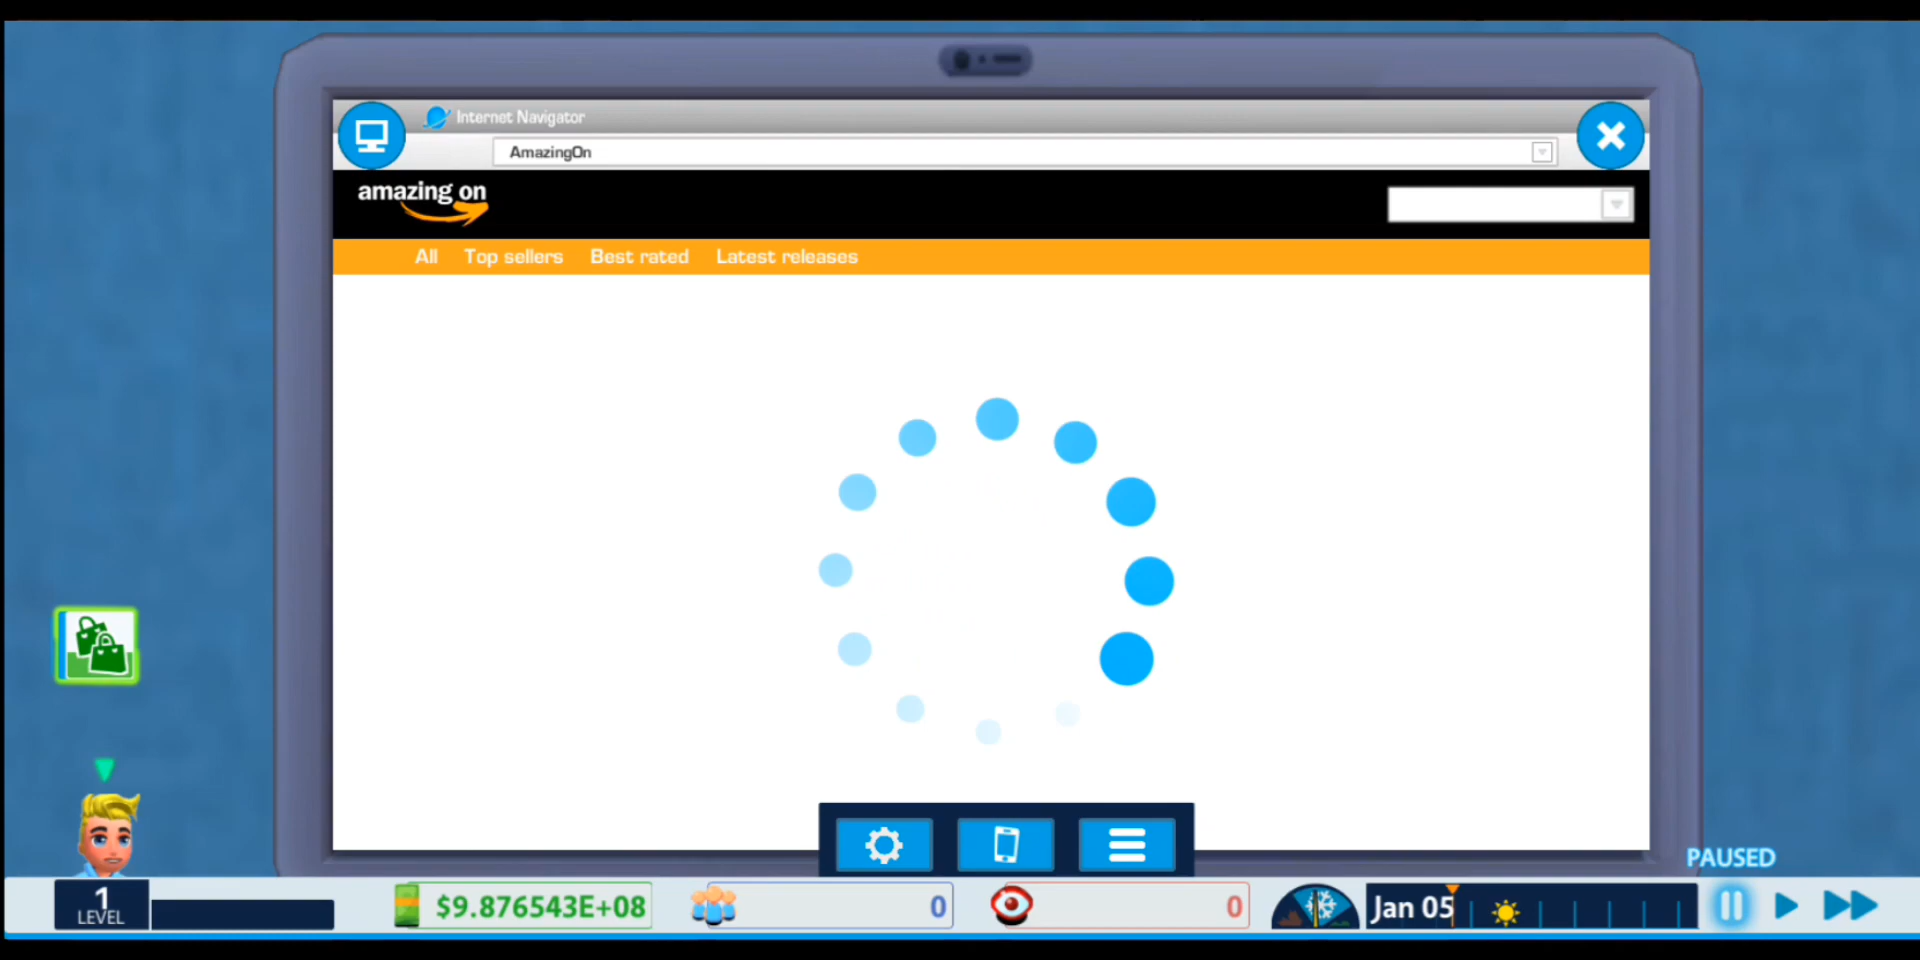 Internet Navigator
AmazingOn
amazing on
All Top sellers Best rated Latest releases
PAUSED
1
LEVEL
$9.876543E+08
0
0
Jan 05